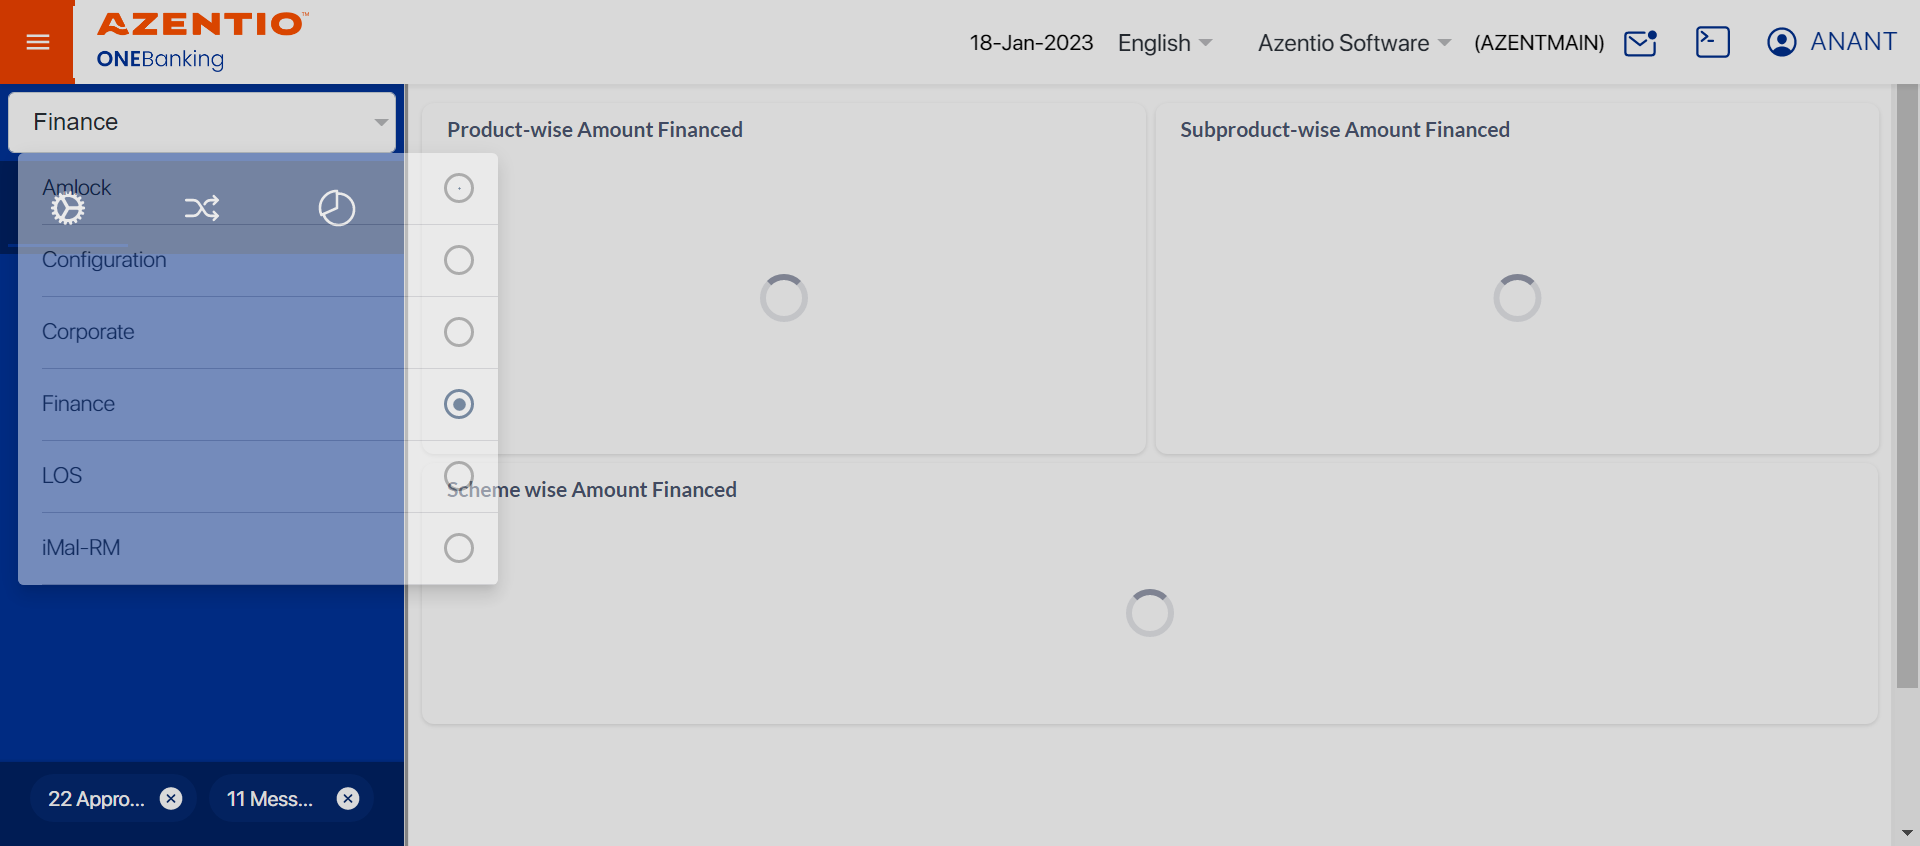 AZENTIO™
ONEBanking
18-Jan-2023
English
Azentio Software
(AZENTMAIN)
ANANT
Finance
Amlock
Configuration
Corporate
Finance
LOS
iMal-RM
Product-wise Amount Financed
Subproduct-wise Amount Financed
Scheme wise Amount Financed
22 Appro...
11 Mess...